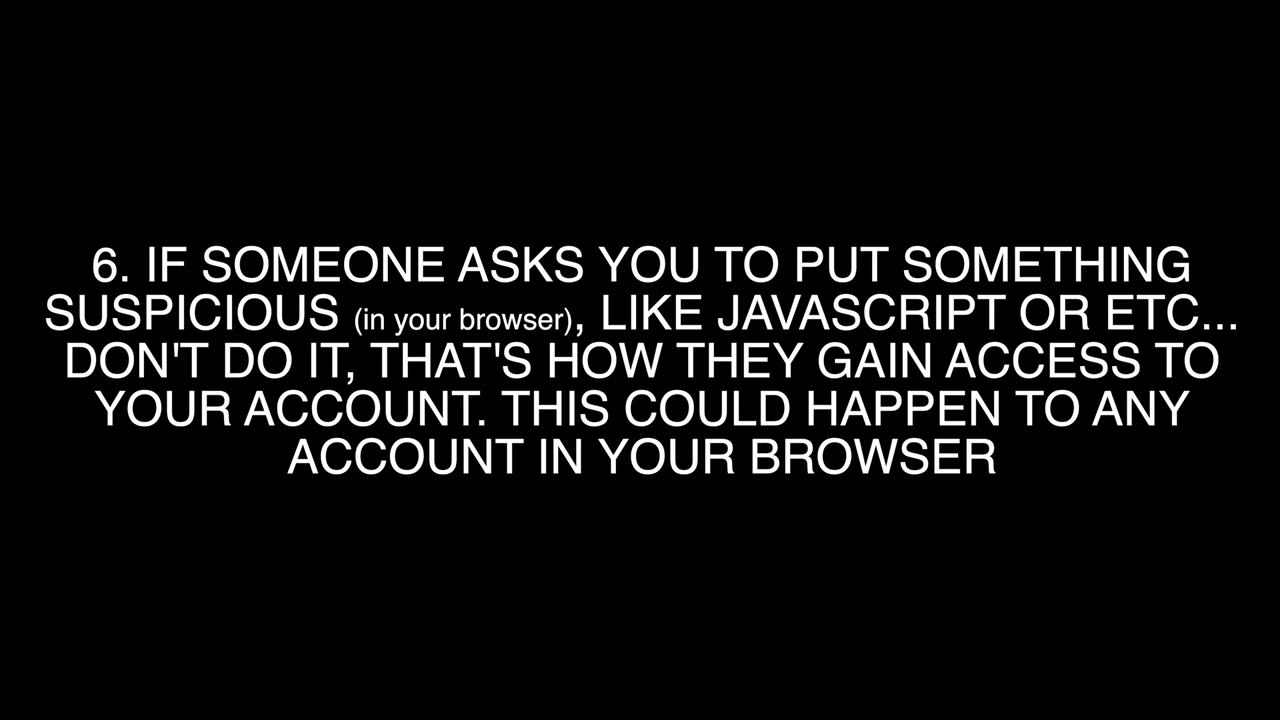 6. IF SOMEONE ASKS YOU TO PUT SOMETHING
SUSPICIOUS (in your browser), LIKE JAVASCRIPT OR ETC...
DON'T DO IT, THAT'S HOW THEY GAIN ACCESS TO
YOUR ACCOUNT. THIS COULD HAPPEN TO ANY
ACCOUNT IN YOUR BROWSER